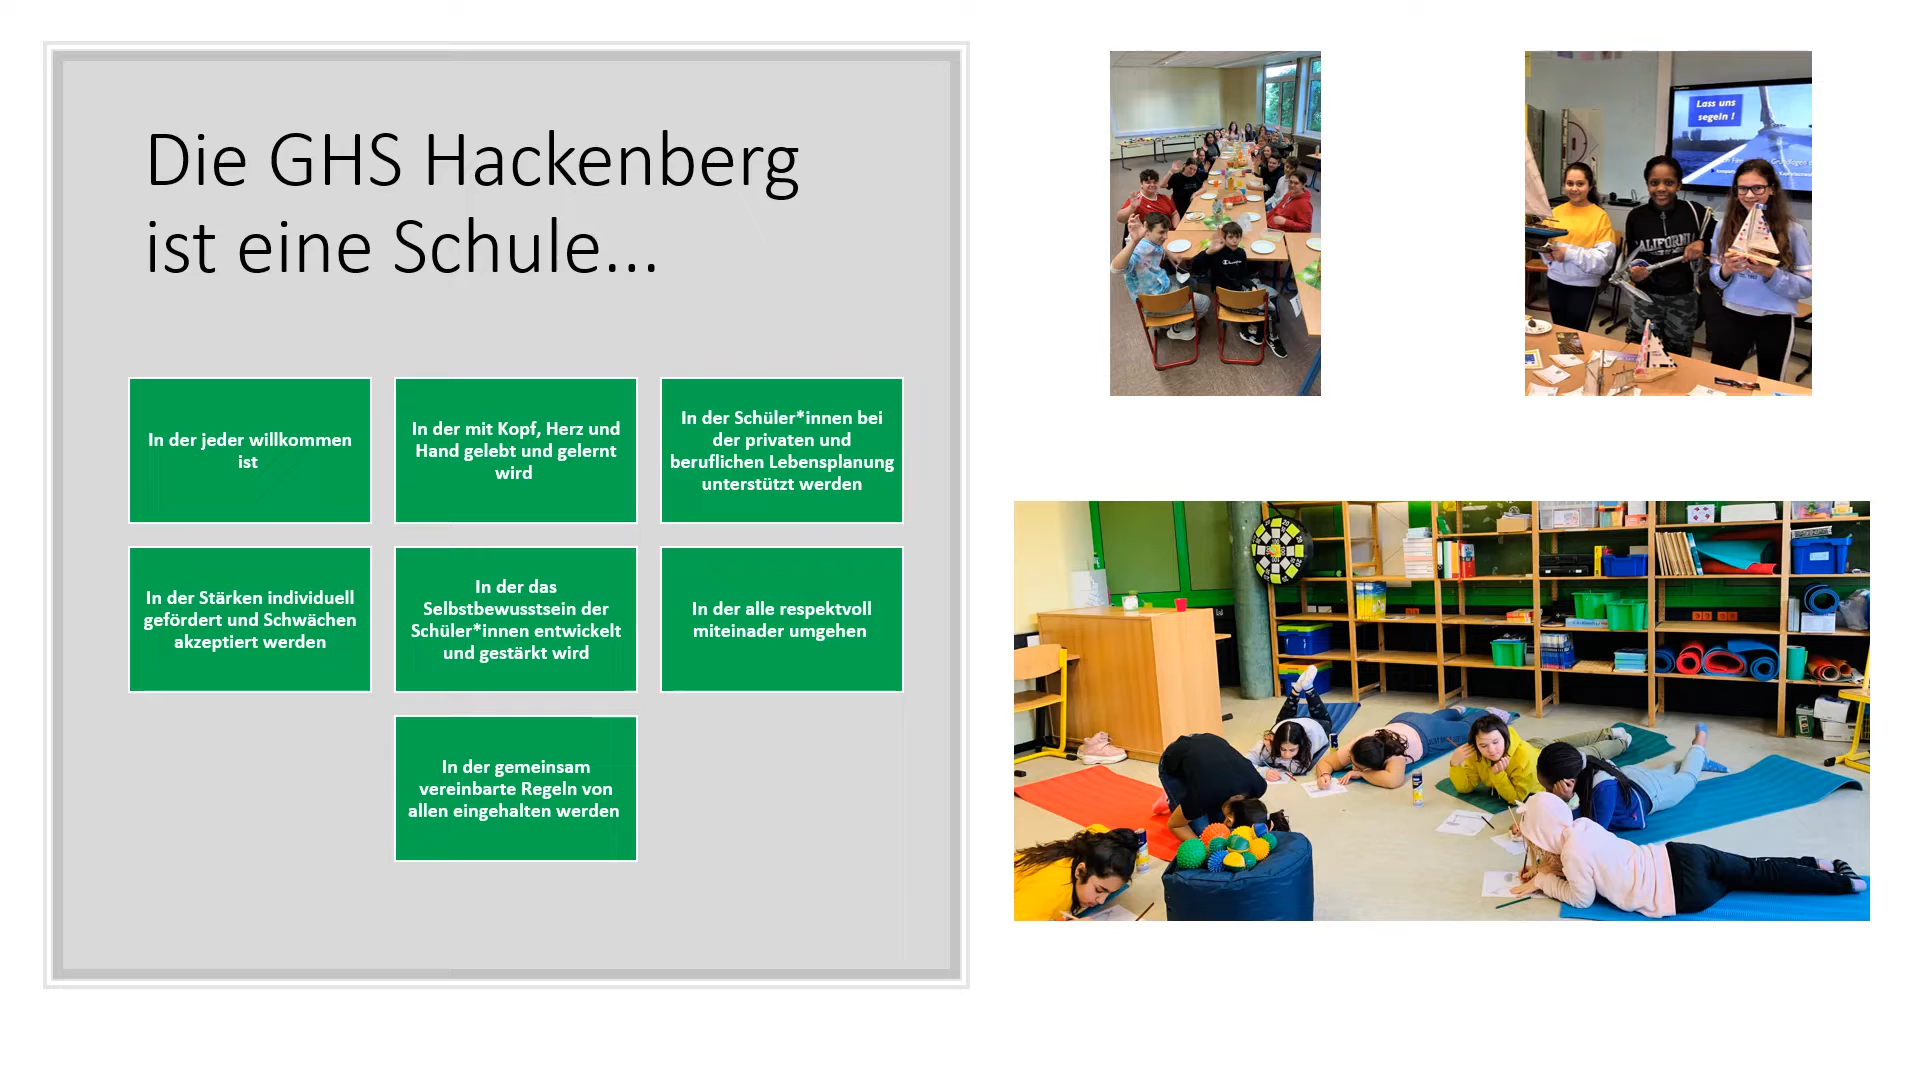 Die GHS Hackenberg
ist eine Schule...
In der jeder willkommen
ist
In der mit Kopf, Herz und
Hand gelebt und gelernt
wird
In der Schüler*innen bei
der privaten und
beruflichen Lebensplanung
unterstützt werden
In der Stärken individuell
gefördert und Schwächen
akzeptiert werden
In der das
Selbstbewusstsein der
Schüler*innen entwickelt
und gestärkt wird
In der alle respektvoll
miteinader umgehen
In der gemeinsam
vereinbarte Regeln von
allen eingehalten werden
Lass uns
segeln !